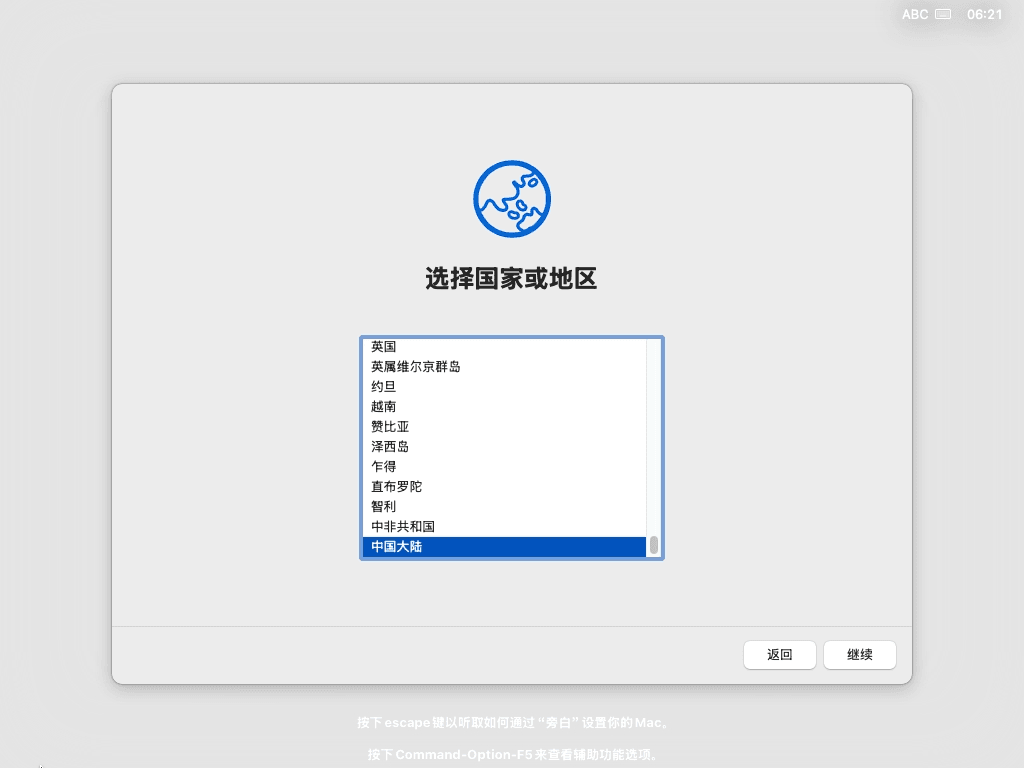 ABC 06:21
选择国家或地区
英国
英属维尔京群岛
约旦
越南
赞比亚
泽西岛
乍得
直布罗陀
智利
中非共和国
中国大陆
返回 继续
按下 escape 键以听取如何通过“旁白”设置你的 Mac。
按下 Command-Option-F5 来查看辅助功能选项。